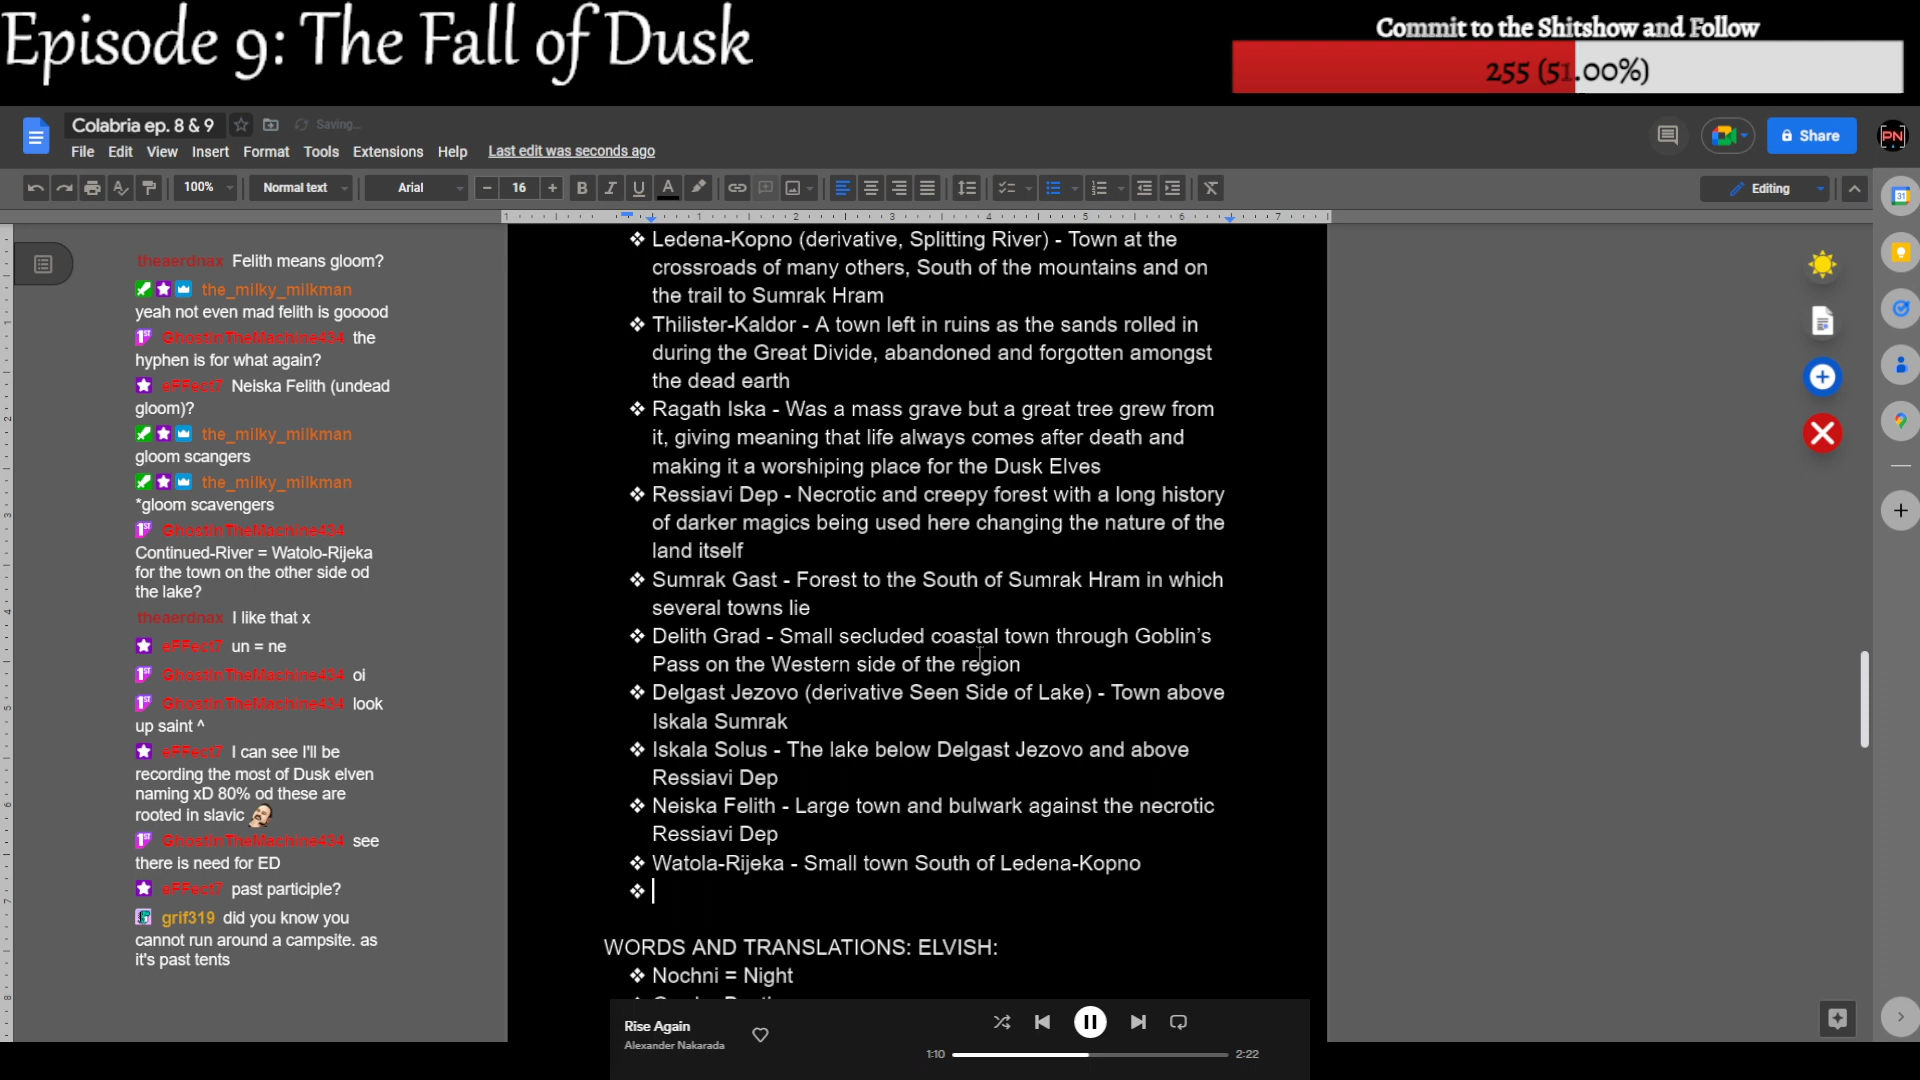 Episode 9: The Fall of Dusk
Commit to the Shitshow and Follow
255 (51.00%)
Colabria ep. 8 & 9
Saving...
File Edit View Insert Format Tools Extensions Help Last edit was seconds ago
Share
PN
100% Normal text Arial 16
Editing
theaerdnax Felith means gloom?
the_milky_milkman
yeah not even mad felith is gooood
GhostInTheMachine434 the
hyphen is for what again?
eFFect7 Neiska Felith (undead
gloom)?
the_milky_milkman
gloom scangers
the_milky_milkman
*gloom scavengers
GhostInTheMachine434
Continued-River = Watolo-Rijeka
for the town on the other side od
the lake?
theaerdnax I like that x
eFFect7 un = ne
GhostInTheMachine434 oi
GhostInTheMachine434 look
up saint ^
eFFect7 I can see I'll be
recording the most of Dusk elven
naming xD 80% od these are
rooted in slavic
GhostInTheMachine434 see
there is need for ED
eFFect7 past participle?
grif319 did you know you
cannot run around a campsite. as
it's past tents
❖ Ledena-Kopno (derivative, Splitting River) - Town at the
crossroads of many others, South of the mountains and on
the trail to Sumrak Hram
❖ Thilister-Kaldor - A town left in ruins as the sands rolled in
during the Great Divide, abandoned and forgotten amongst
the dead earth
❖ Ragath Iska - Was a mass grave but a great tree grew from
it, giving meaning that life always comes after death and
making it a worshiping place for the Dusk Elves
❖ Ressiavi Dep - Necrotic and creepy forest with a long history
of darker magics being used here changing the nature of the
land itself
❖ Sumrak Gast - Forest to the South of Sumrak Hram in which
several towns lie
❖ Delith Grad - Small secluded coastal town through Goblin's
Pass on the Western side of the region
❖ Delgast Jezovo (derivative Seen Side of Lake) - Town above
Iskala Sumrak
❖ Iskala Solus - The lake below Delgast Jezovo and above
Ressiavi Dep
❖ Neiska Felith - Large town and bulwark against the necrotic
Ressiavi Dep
❖ Watola-Rijeka - Small town South of Ledena-Kopno
❖
WORDS AND TRANSLATIONS: ELVISH:
❖ Nochni = Night
Rise Again
Alexander Nakarada
1:10
2:22